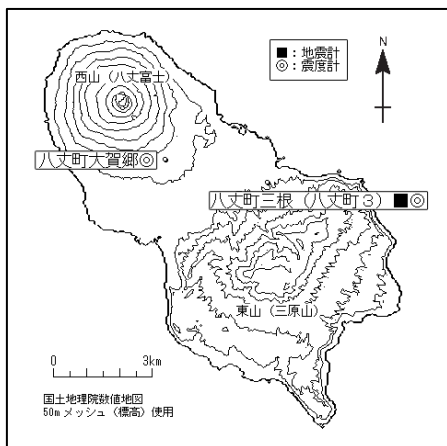 ■：地震計
◎：震度計
N
西山（八丈富士）
八丈町大賀郷◎
八丈町三根（八丈町３）■◎
東山（三原山）
0 3km
国土地理院数値地図
50mメッシュ（標高）使用